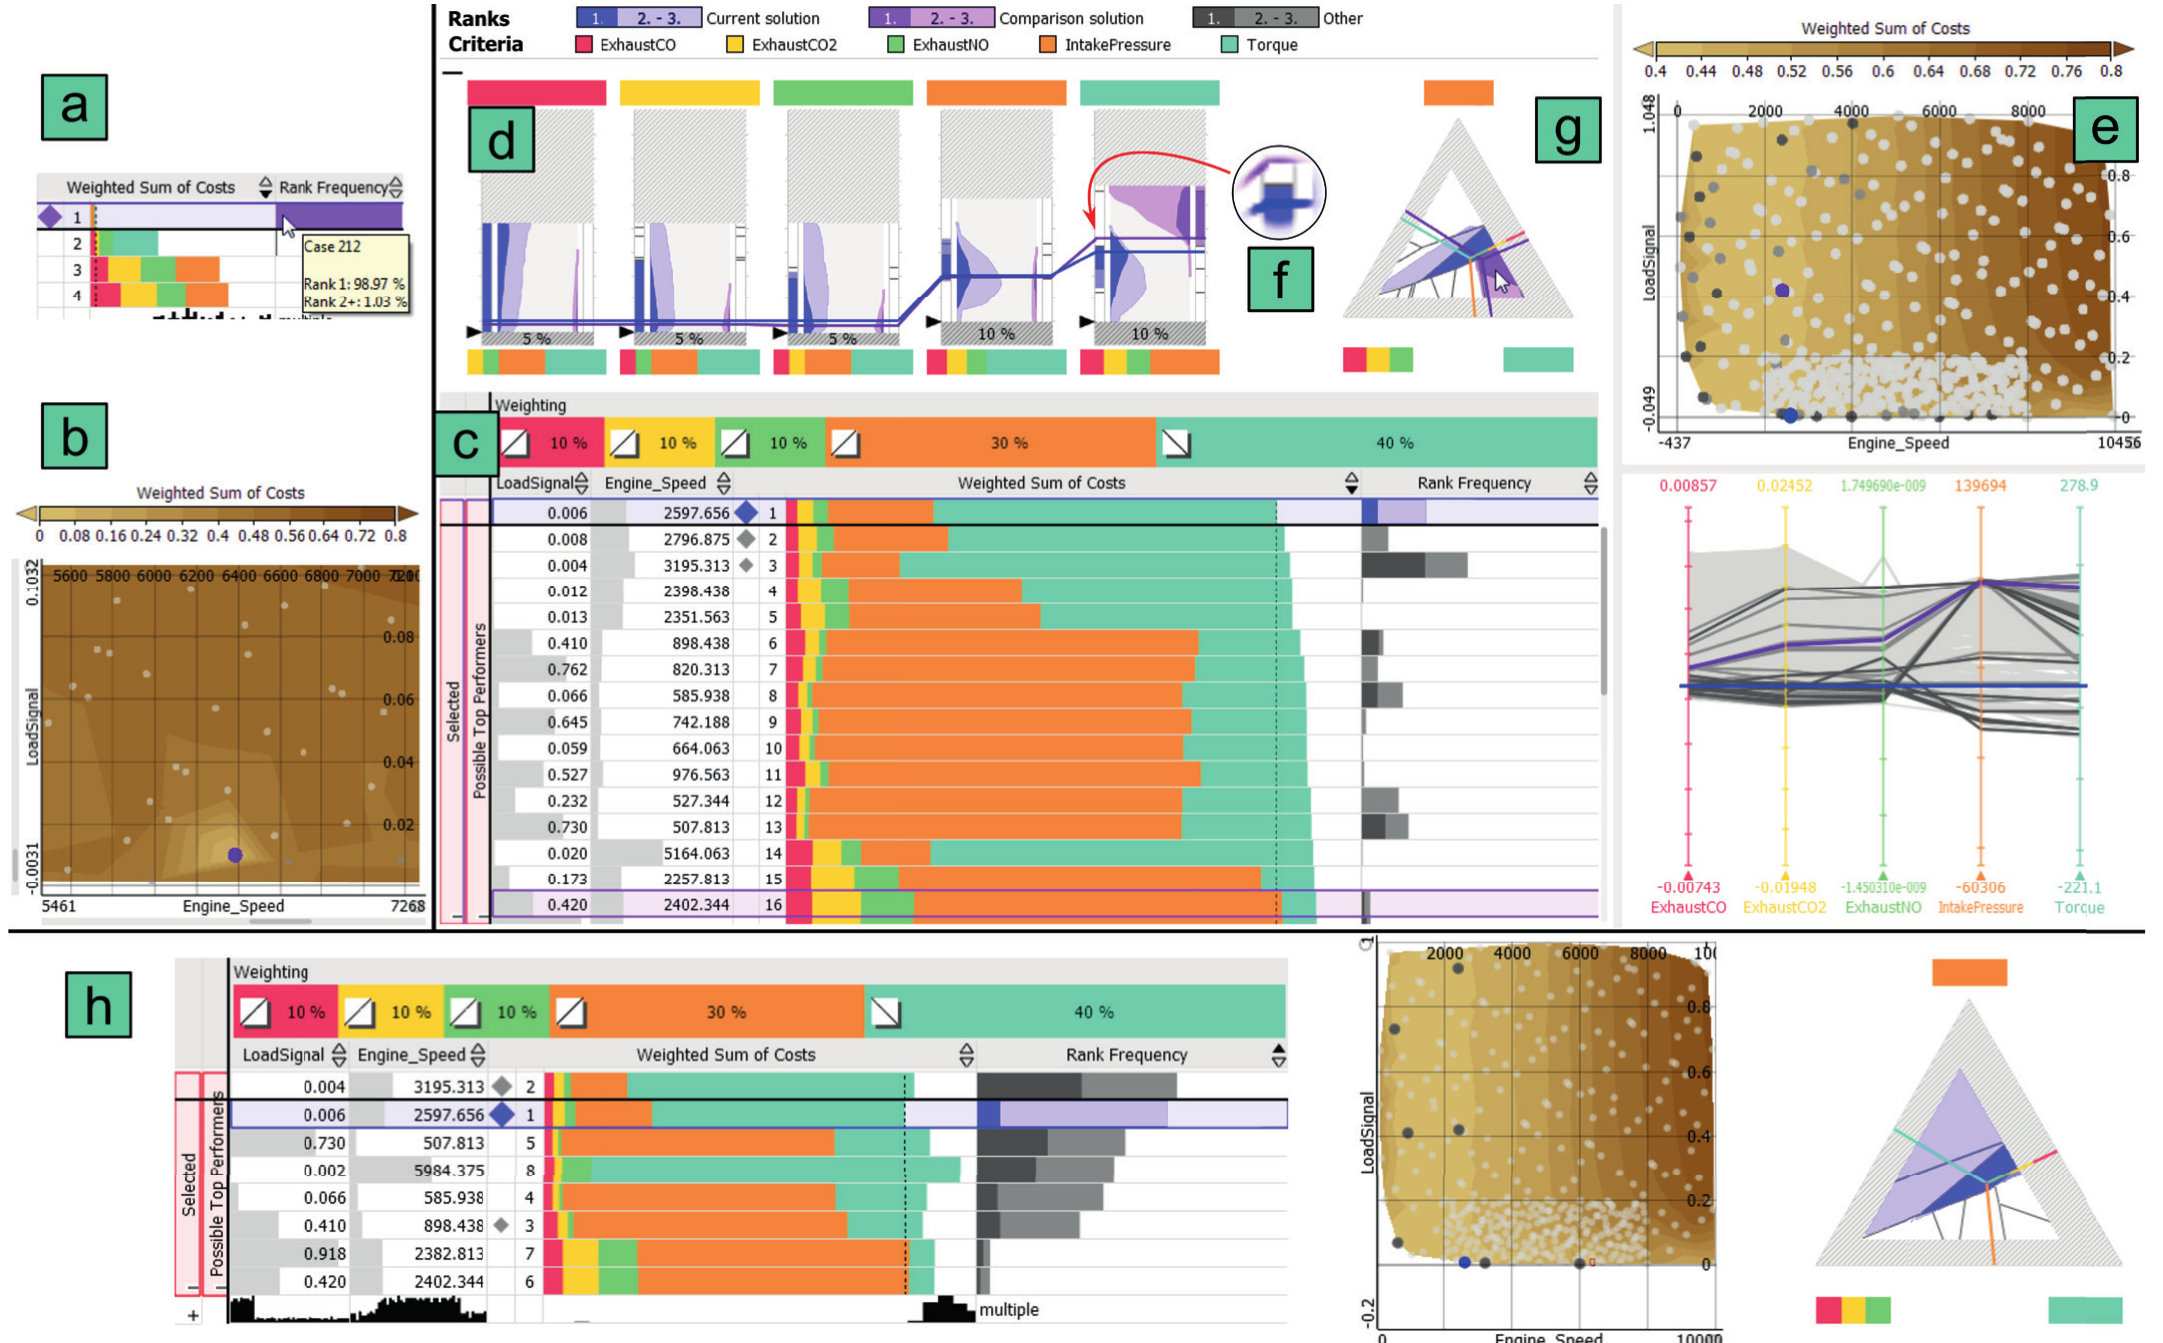 Ranks 1. 2. - 3. Current solution 1. 2. - 3. Comparison solution 1. 2. - 3. Other
Criteria ExhaustCO ExhaustCO2 ExhaustNO IntakePressure Torque
a
Weighted Sum of Costs Rank Frequency
1
2
3
4
Case 212
Rank 1: 98.97 %
Rank 2+: 1.03 %
multiple
b
Weighted Sum of Costs
0 0.08 0.16 0.24 0.32 0.4 0.48 0.56 0.64 0.72 0.8
5600 5800 6000 6200 6400 6600 6800 7000
0.1032
0.08
0.06
0.04
0.02
-0.0031
LoadSignal
5461 Engine_Speed 7268
d
5 % 5 % 5 % 10 % 10 %
f
g
c
Weighting
10 % 10 % 10 % 30 % 40 %
LoadSignal Engine_Speed Weighted Sum of Costs Rank Frequency
Selected
Possible Top Performers
0.006 2597.656 1
0.008 2796.875 2
0.004 3195.313 3
0.012 2398.438 4
0.013 2351.563 5
0.410 898.438 6
0.762 820.313 7
0.066 585.938 8
0.645 742.188 9
0.059 664.063 10
0.527 976.563 11
0.232 527.344 12
0.730 507.813 13
0.020 5164.063 14
0.173 2257.813 15
0.420 2402.344 16
Weighted Sum of Costs
0.4 0.44 0.48 0.52 0.56 0.6 0.64 0.68 0.72 0.76 0.8
e
0 2000 4000 6000 8000
1.048
0.8
0.6
0.4
0.2
0
-0.049
LoadSignal
-437 Engine_Speed 10456
0.00857 0.02452 1.749690e-009 139694 278.9
-0.00743 -0.01948 -1.450310e-009 -60306 -221.1
ExhaustCO ExhaustCO2 ExhaustNO IntakePressure Torque
h
Weighting
10 % 10 % 10 % 30 % 40 %
LoadSignal Engine_Speed Weighted Sum of Costs Rank Frequency
Selected
Possible Top Performers
0.004 3195.313 2
0.006 2597.656 1
0.730 507.813 5
0.002 5984.375 8
0.066 585.938 4
0.410 898.438 3
0.918 2382.813 7
0.420 2402.344 6
+ multiple
2000 4000 6000 8000
1
0.8
0.6
0.4
0.2
0
-0.2
LoadSignal
0 Engine_Speed 10000